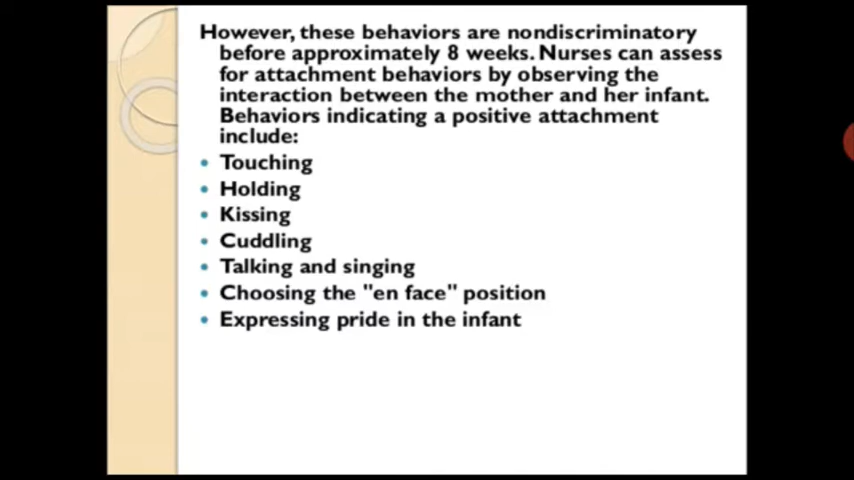 However, these behaviors are nondiscriminatory
before approximately 8 weeks. Nurses can assess
for attachment behaviors by observing the
interaction between the mother and her infant.
Behaviors indicating a positive attachment
include:
• Touching
• Holding
• Kissing
• Cuddling
• Talking and singing
• Choosing the "en face" position
• Expressing pride in the infant